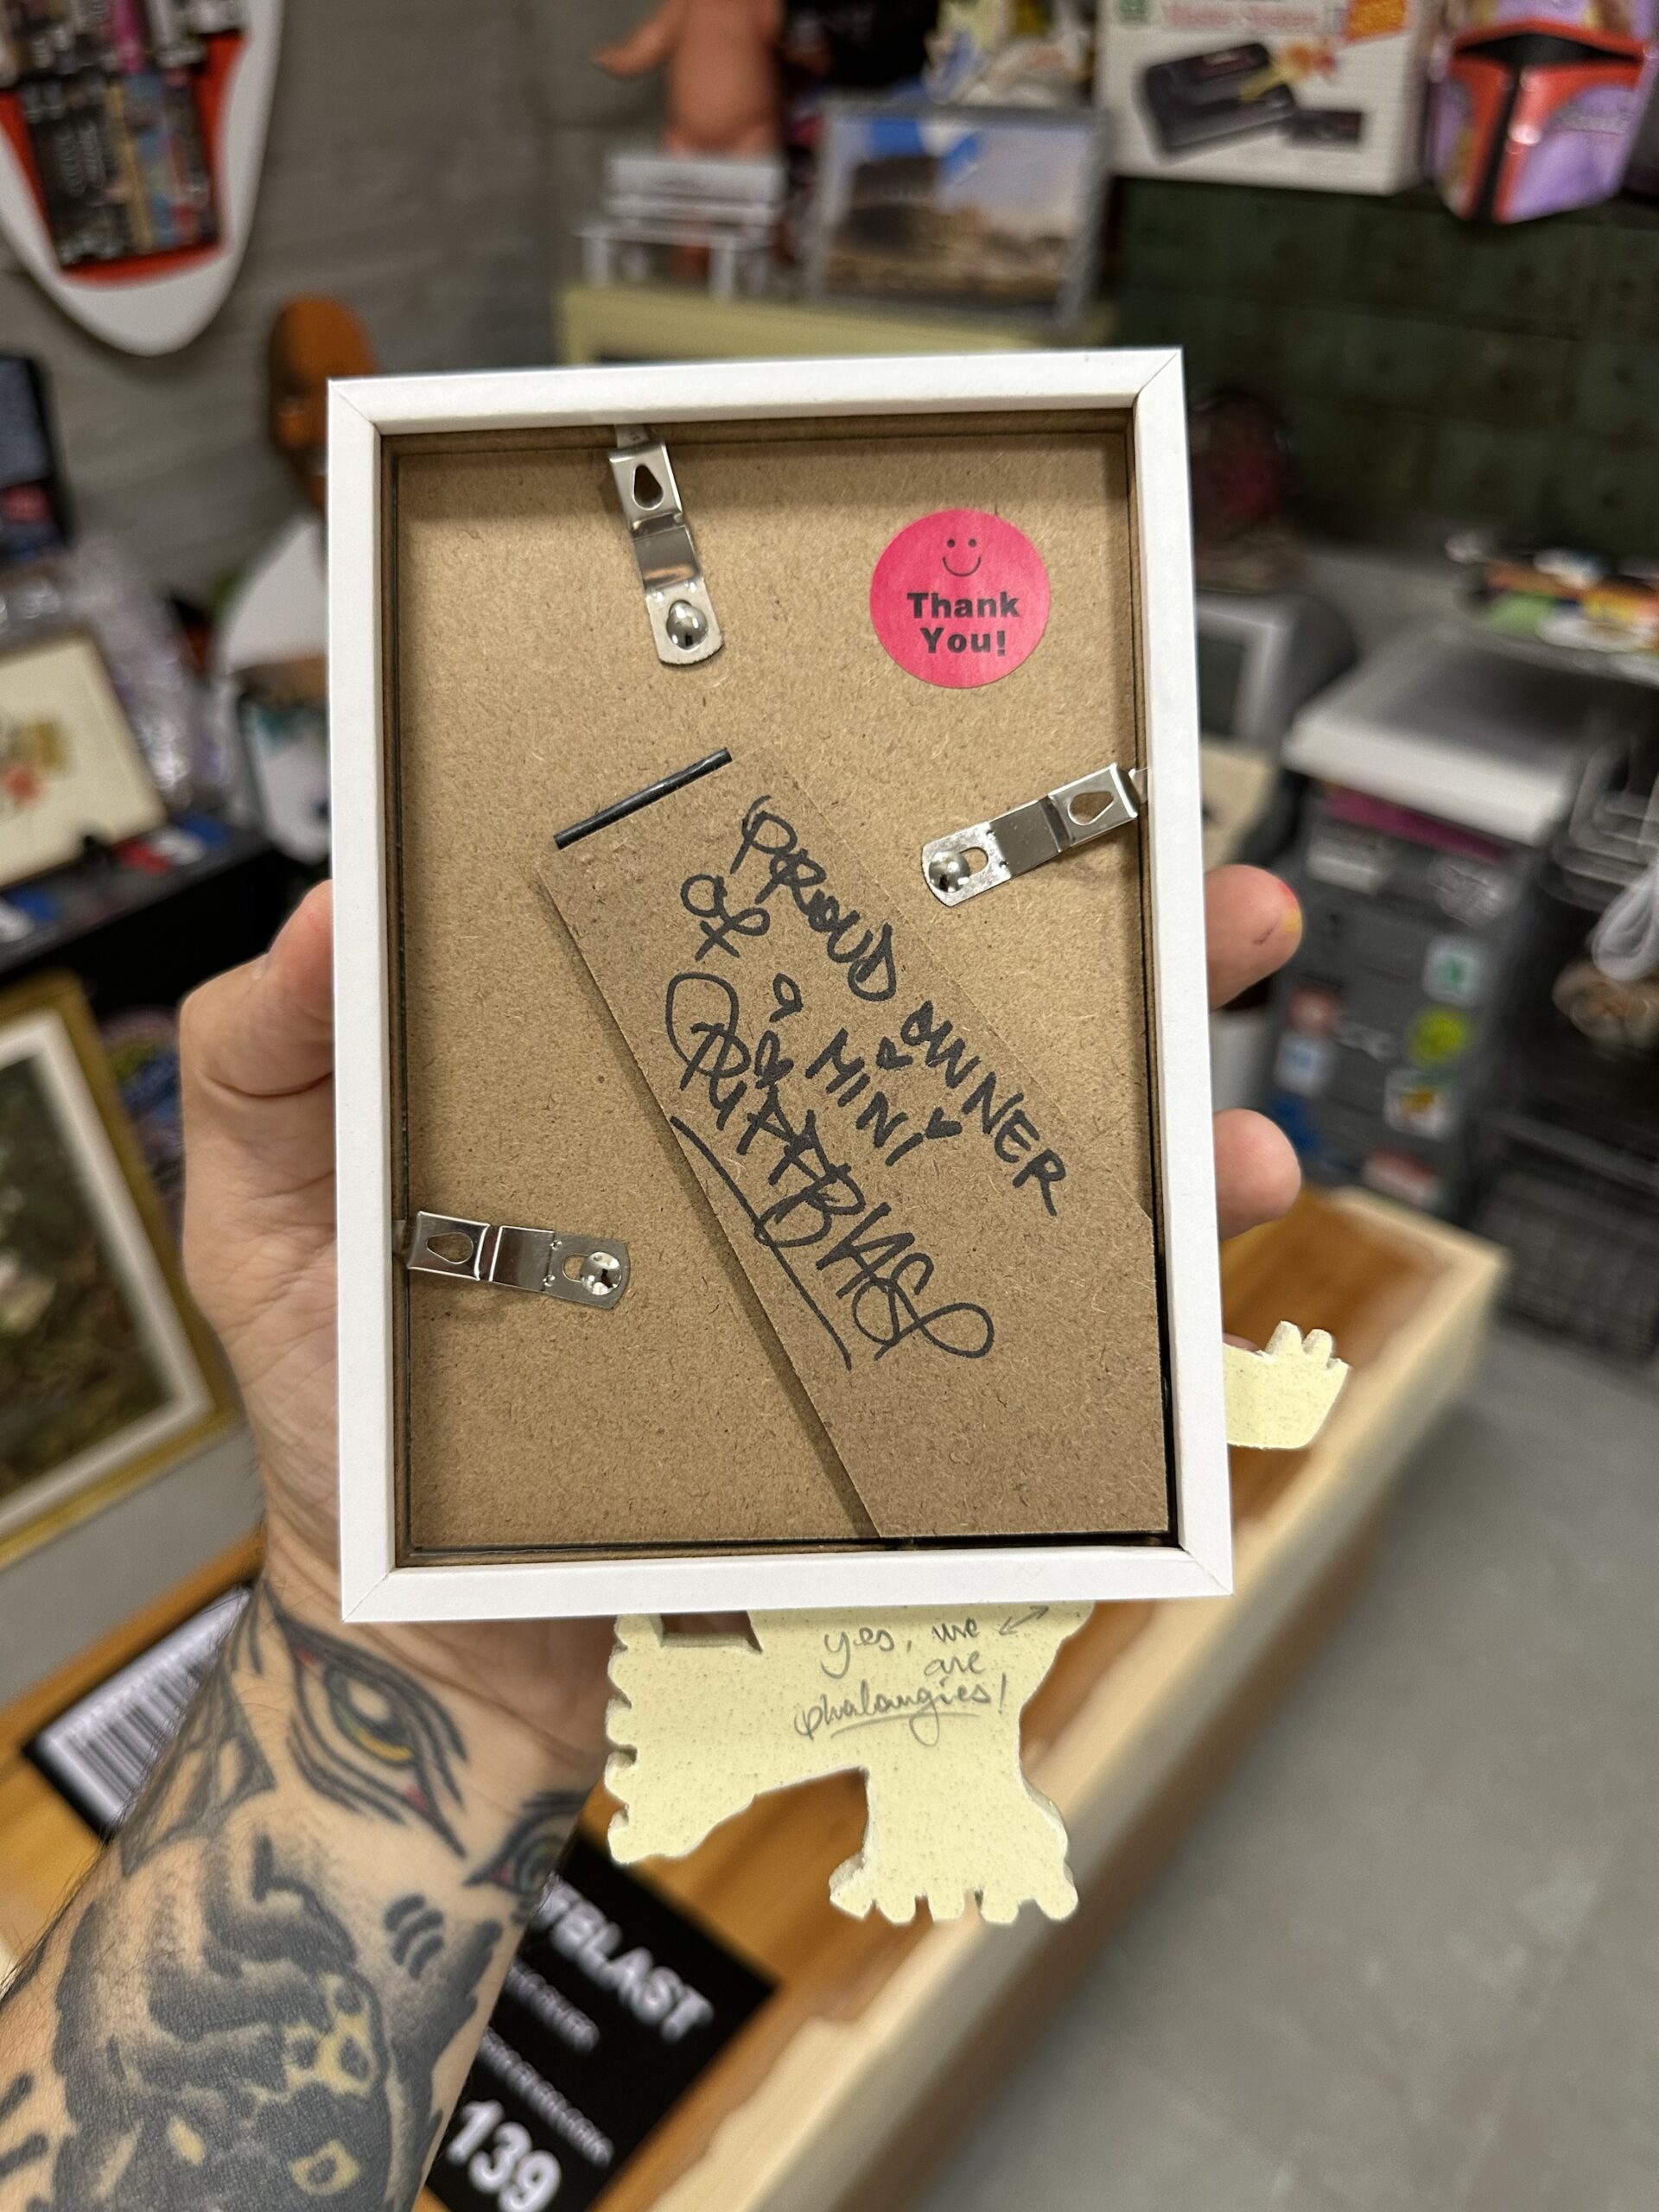 Thank
You!
PROUD OWNER
of a MINI
yes, we
are
phalangies!
139